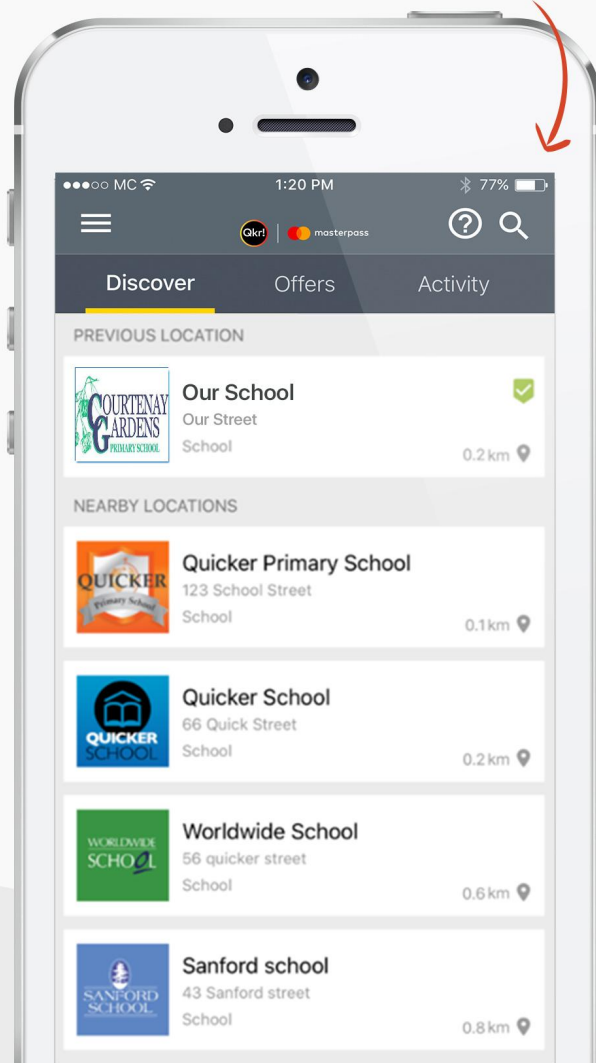 MC
1:20 PM
77%
Qkr!
masterpass
Discover
Offers
Activity
PREVIOUS LOCATION
COURTENAY
GARDENS
PRIMARY SCHOOL
Our School
Our Street
School
0.2 km
NEARBY LOCATIONS
QUICKER
Primary School
Quicker Primary School
123 School Street
School
0.1 km
QUICKER
SCHOOL
Quicker School
66 Quick Street
School
0.2 km
WORLDWIDE
SCHOOL
Worldwide School
56 quicker street
School
0.6 km
SANFORD
SCHOOL
Sanford school
43 Sanford street
School
0.8 km